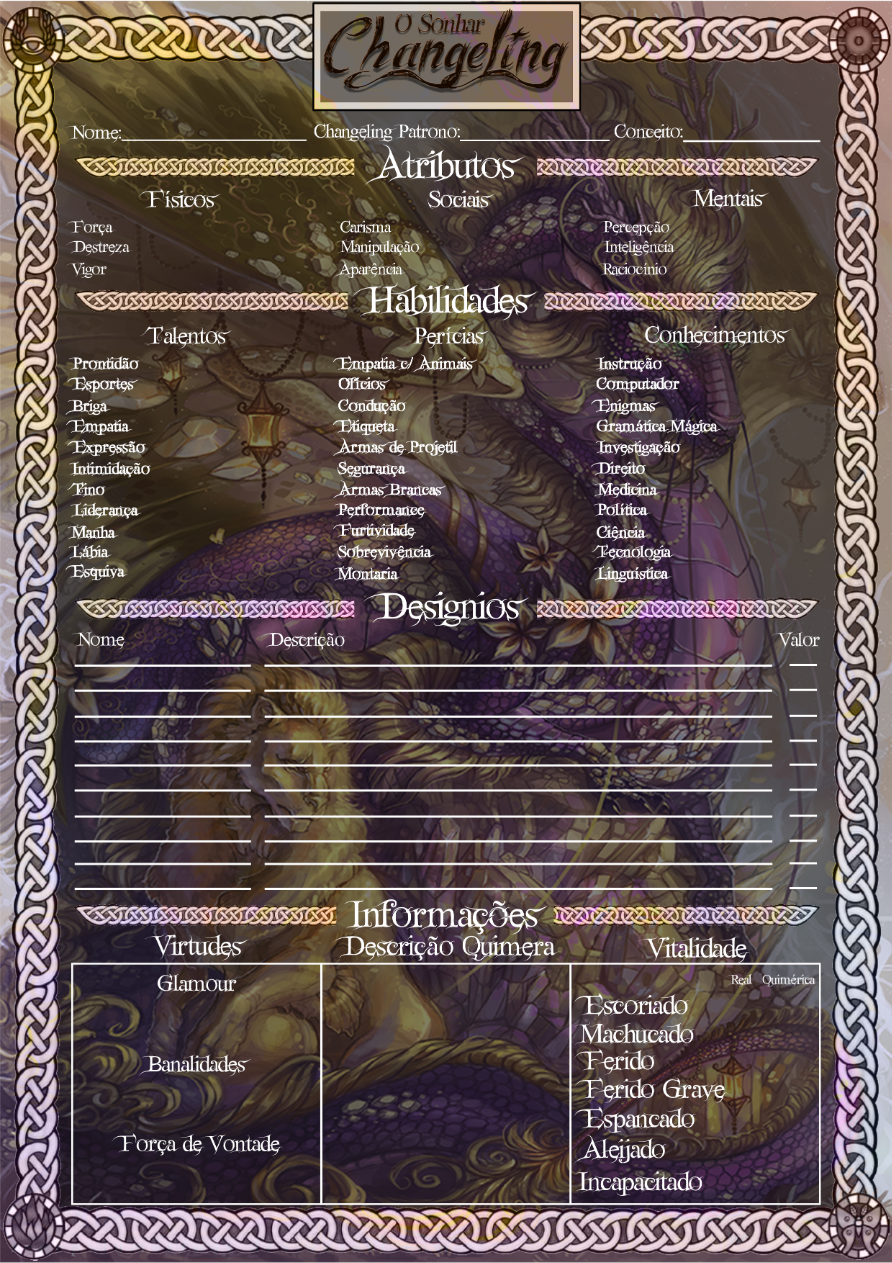 O Sonhar
Changeling
Nome: Changeling Patrono: Conceito:
Atributos
Físicos Sociais Mentais
Força Carisma Percepção
Destreza Manipulação Inteligência
Vigor Aparência Raciocínio
Habilidades
Talentos Perícias Conhecimentos
Prontidão Empatia c/ Animais Instrução
Esportes Ofícios Computador
Briga Condução Enigmas
Empatia Etiqueta Gramática Mágica
Expressão Armas de Projetil Investigação
Intimidação Segurança Direito
Tino Armas Brancas Medicina
Liderança Performance Política
Manha Furtividade Ciência
Lábia Sobrevivência Tecnologia
Esquiva Montaria Linguística
Desígnios
Nome Descrição Valor
Informações
Virtudes Descrição Quimera Vitalidade
Glamour Real Quimérica
Escoriado
Machucado
Ferido
Banalidades
Ferido Grave
Espancado
Força de Vontade
Aleijado
Incapacitado